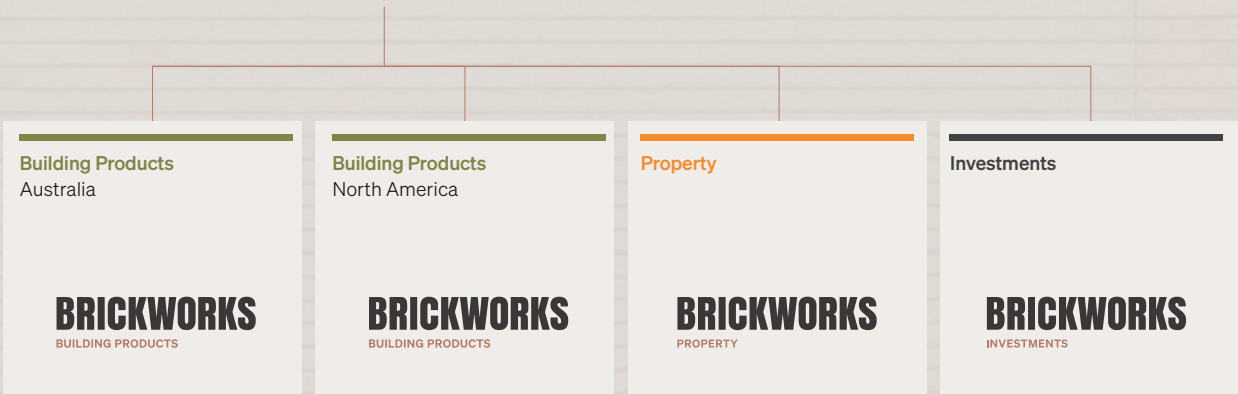 Building Products
Australia
BRICKWORKS
BUILDING PRODUCTS
Building Products
North America
BRICKWORKS
BUILDING PRODUCTS
Property
BRICKWORKS
PROPERTY
Investments
BRICKWORKS
INVESTMENTS